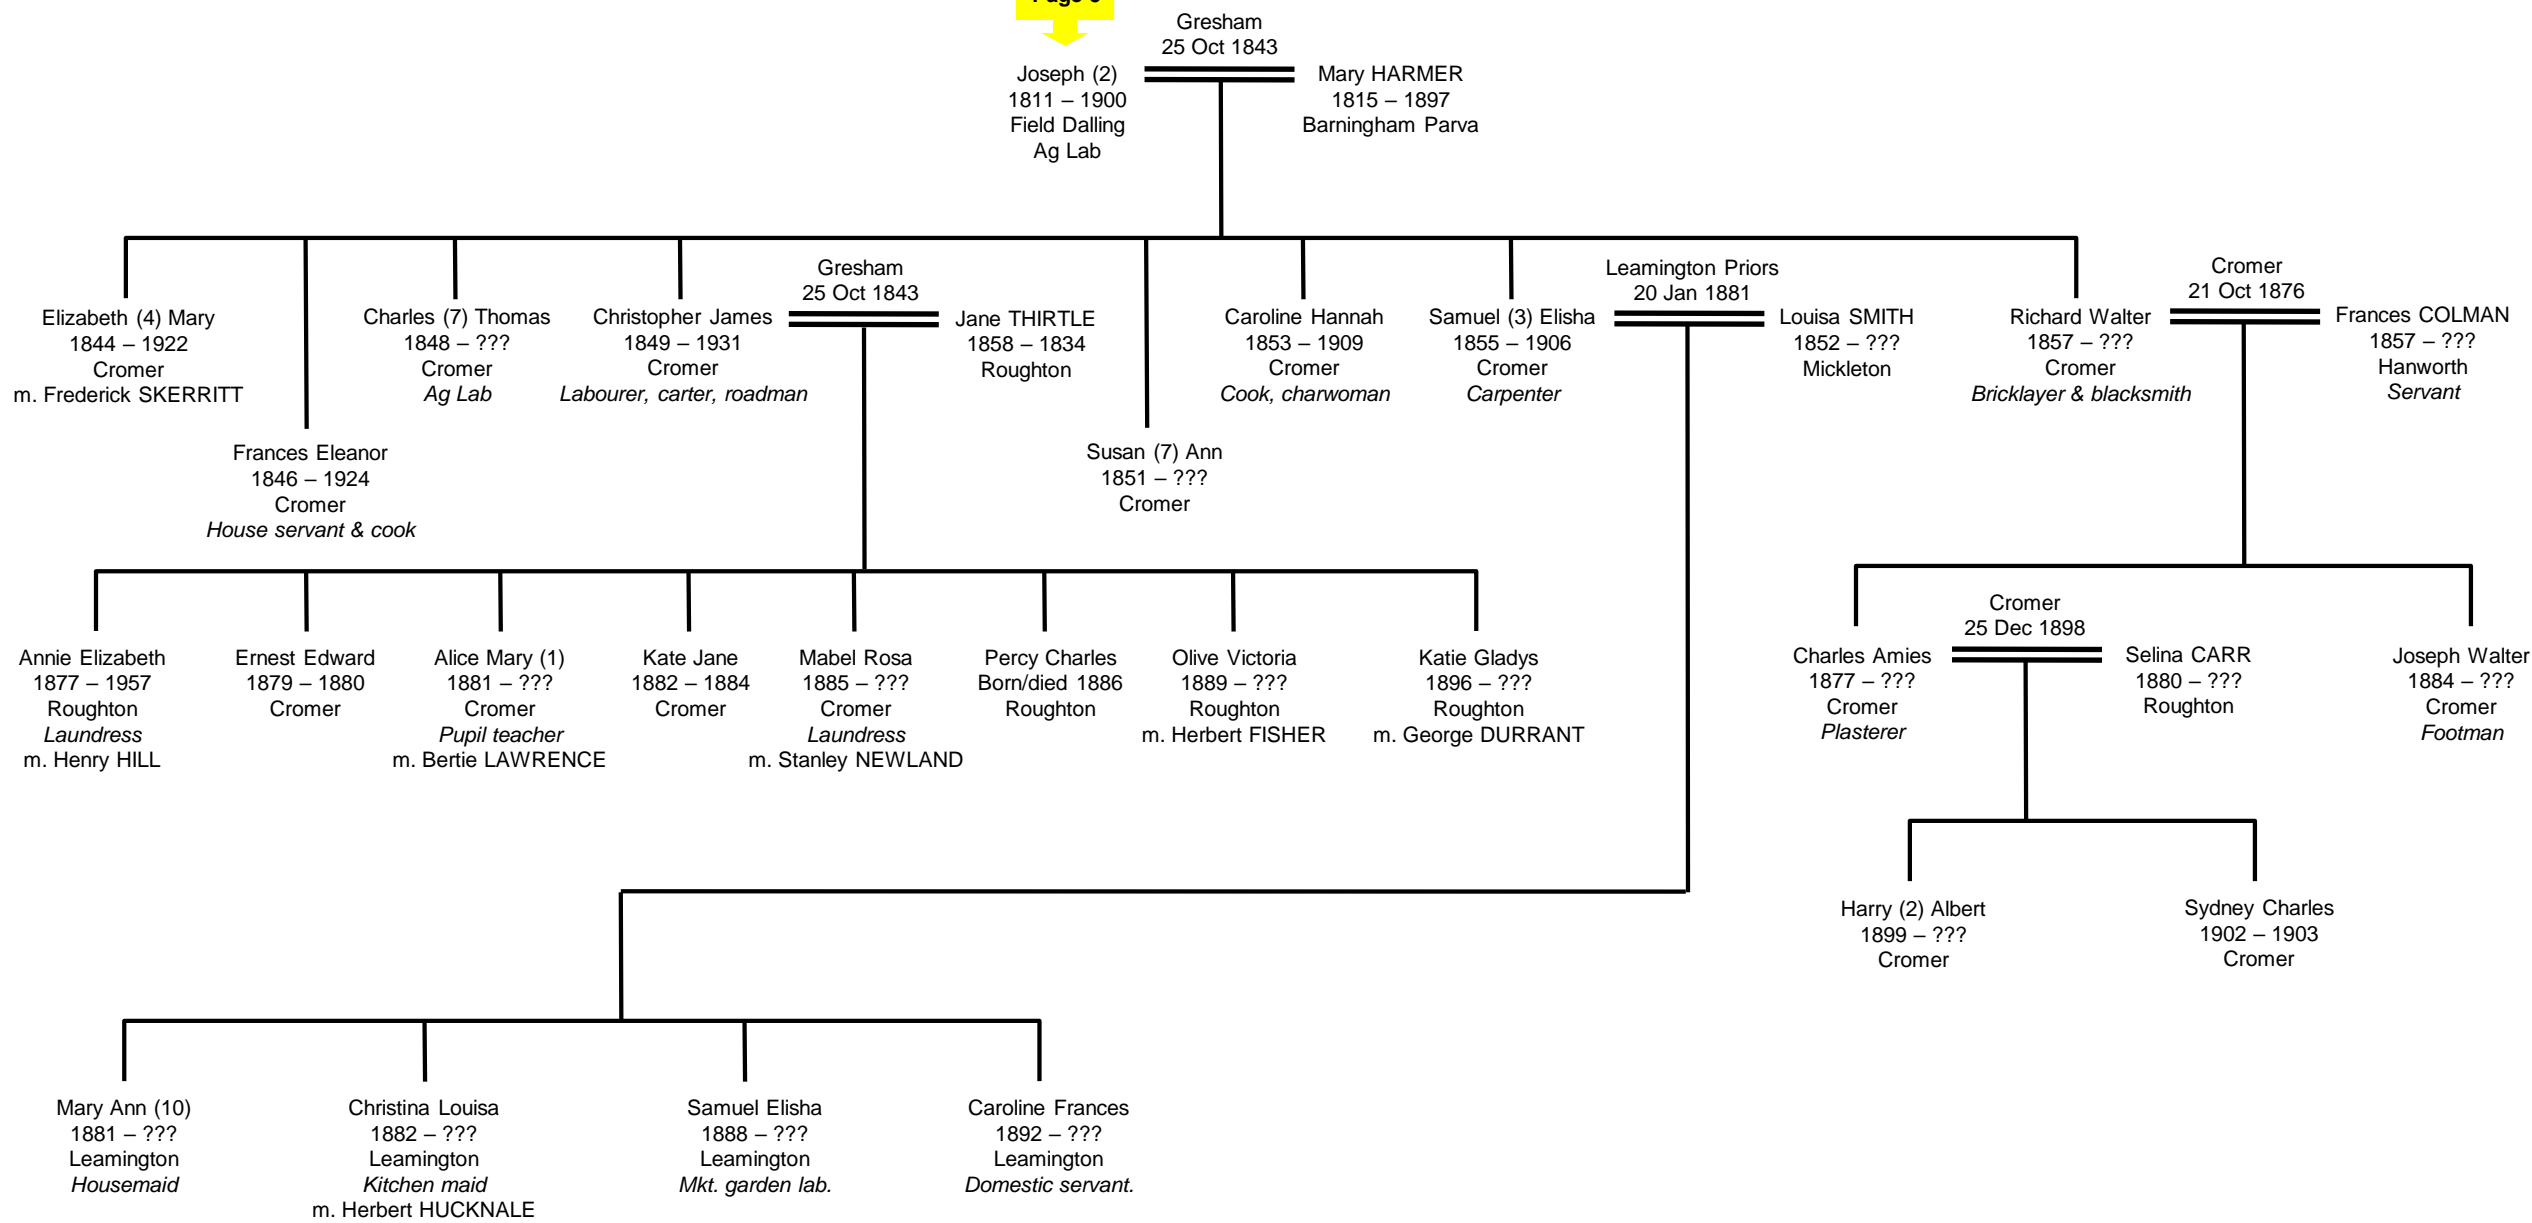 Page 3
Gresham
25 Oct 1843
Joseph (2)
1811 – 1900
Field Dalling
Ag Lab
Mary HARMER
1815 – 1897
Barningham Parva
Elizabeth (4) Mary
1844 – 1922
Cromer
m. Frederick SKERRITT
Frances Eleanor
1846 – 1924
Cromer
House servant & cook
Charles (7) Thomas
1848 – ???
Cromer
Ag Lab
Christopher James
1849 – 1931
Cromer
Labourer, carter, roadman
Gresham
25 Oct 1843
Jane THIRTLE
1858 – 1834
Roughton
Susan (7) Ann
1851 – ???
Cromer
Caroline Hannah
1853 – 1909
Cromer
Cook, charwoman
Samuel (3) Elisha
1855 – 1906
Cromer
Carpenter
Leamington Priors
20 Jan 1881
Louisa SMITH
1852 – ???
Mickleton
Richard Walter
1857 – ???
Cromer
Bricklayer & blacksmith
Cromer
21 Oct 1876
Frances COLMAN
1857 – ???
Hanworth
Servant
Annie Elizabeth
1877 – 1957
Roughton
Laundress
m. Henry HILL
Ernest Edward
1879 – 1880
Cromer
Alice Mary (1)
1881 – ???
Cromer
Pupil teacher
m. Bertie LAWRENCE
Kate Jane
1882 – 1884
Cromer
Mabel Rosa
1885 – ???
Cromer
Laundress
m. Stanley NEWLAND
Percy Charles
Born/died 1886
Roughton
Olive Victoria
1889 – ???
Roughton
m. Herbert FISHER
Katie Gladys
1896 – ???
Roughton
m. George DURRANT
Charles Amies
1877 – ???
Cromer
Plasterer
Cromer
25 Dec 1898
Selina CARR
1880 – ???
Roughton
Joseph Walter
1884 – ???
Cromer
Footman
Harry (2) Albert
1899 – ???
Cromer
Sydney Charles
1902 – 1903
Cromer
Mary Ann (10)
1881 – ???
Leamington
Housemaid
Christina Louisa
1882 – ???
Leamington
Kitchen maid
m. Herbert HUCKNALE
Samuel Elisha
1888 – ???
Leamington
Mkt. garden lab.
Caroline Frances
1892 – ???
Leamington
Domestic servant.